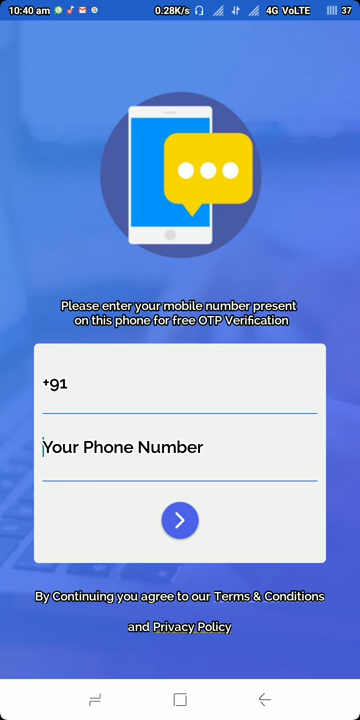 10:40 am 0.28K/s 4G VoLTE 37
Please enter your mobile number present
on this phone for free OTP Verification
+91
Your Phone Number
By Continuing you agree to our Terms & Conditions
and Privacy Policy